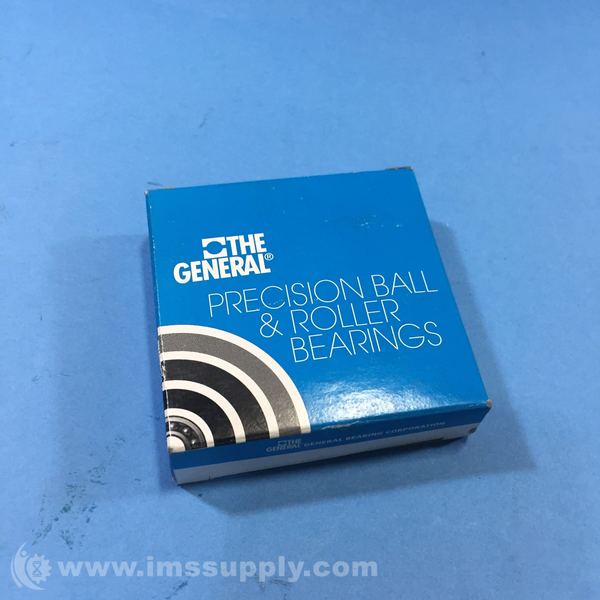 THE
GENERAL®
PRECISION BALL
& ROLLER
BEARINGS
THE
GENERAL GENERAL BEARING CORPORATION
www.imssupply.com